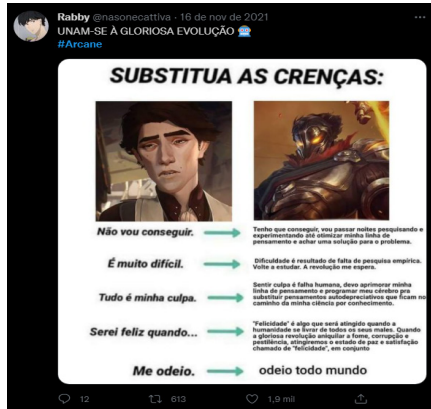 Rabby @nasonecattiva · 16 de nov de 2021
UNAM-SE À GLORIOSA EVOLUÇÃO
#Arcane
SUBSTITUA AS CRENÇAS:
Não vou conseguir.
Tenho que conseguir, vou passar noites pesquisando e
experimentando até otimizar minha linha de
pensamento e achar uma solução para o problema.
É muito difícil.
Dificuldade é resultado de falta de pesquisa empírica.
Volte a estudar. A revolução me espera.
Tudo é minha culpa.
Sentir culpa é falha humana, devo aprimorar minha
linha de pensamento e programar meu cérebro pra
substituir pensamentos autodepreciativos que ficam no
caminho da minha ciência por conhecimento.
Serei feliz quando...
"Felicidade" é algo que será atingido quando a
humanidade se livrar de todos os seus males. Quando
a gloriosa revolução aniquilar a fome, corrupção e
pestilência, atingiremos o estado de paz e satisfação
chamado de "felicidade", em conjunto
Me odeio.
odeio todo mundo
12
613
1,9 mil